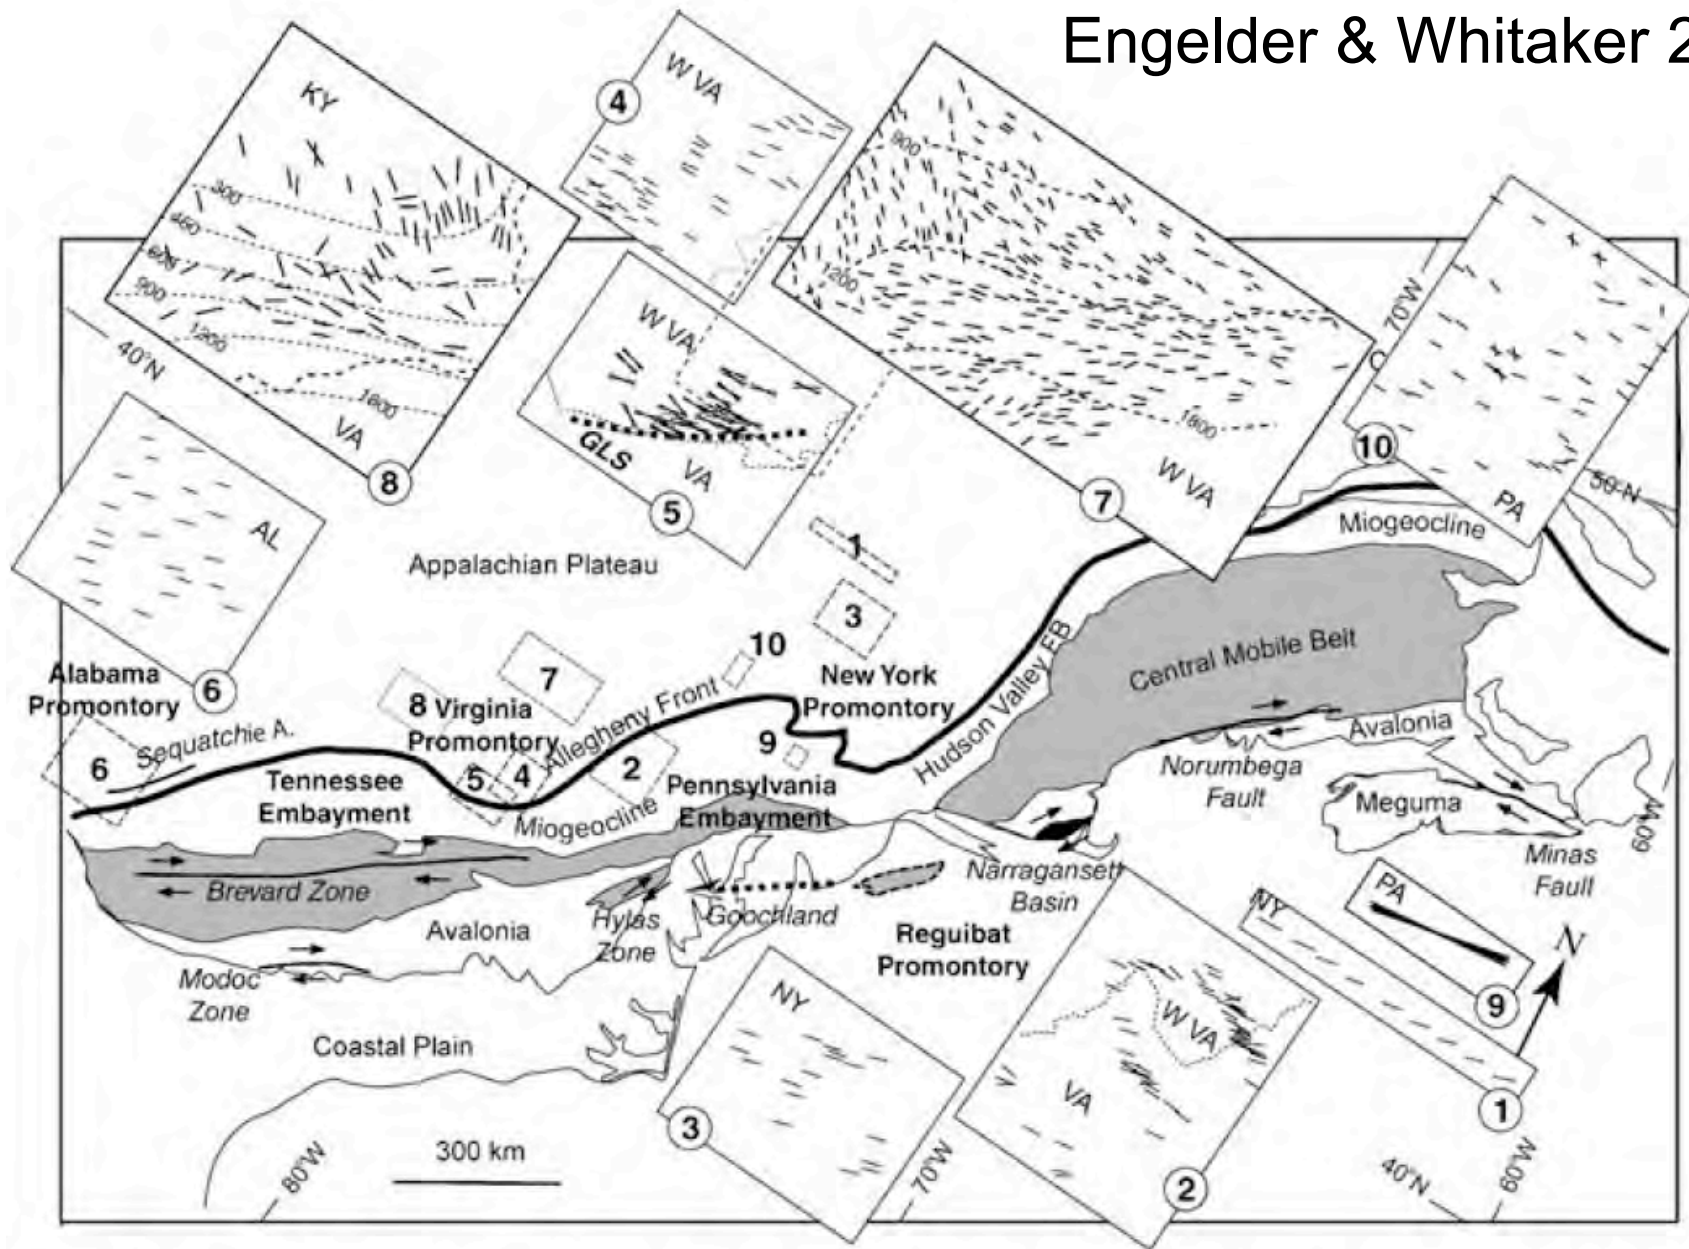 Engelder & Whitaker 2
KY
300
450
600
900
1200
1800
VA
8
4
W VA
W VA
GLS
VA
5
900
1200
1800
W VA
7
70°W
10
PA
50 N
40°N
AL
6
Appalachian Plateau
1
3
10
7
8
Miogeocline
Central Mobile Belt
Hudson Valley FB
New York
Promontory
Alabama
Promontory
Virginia
Promontory
Allegheny Front
Sequatchie A.
6
5
4
2
9
Tennessee
Embayment
Pennsylvania
Embayment
Miogeocline
Avalonia
Norumbega
Fault
Meguma
Minas
Fault
60°W
Brevard Zone
Avalonia
Hylas
Zone
Goochland
Narragansett
Basin
Reguibat
Promontory
Modoc
Zone
Coastal Plain
300 km
80°W
NY
3
70°W
W VA
VA
2
NY
1
PA
9
N
40°N
60°W